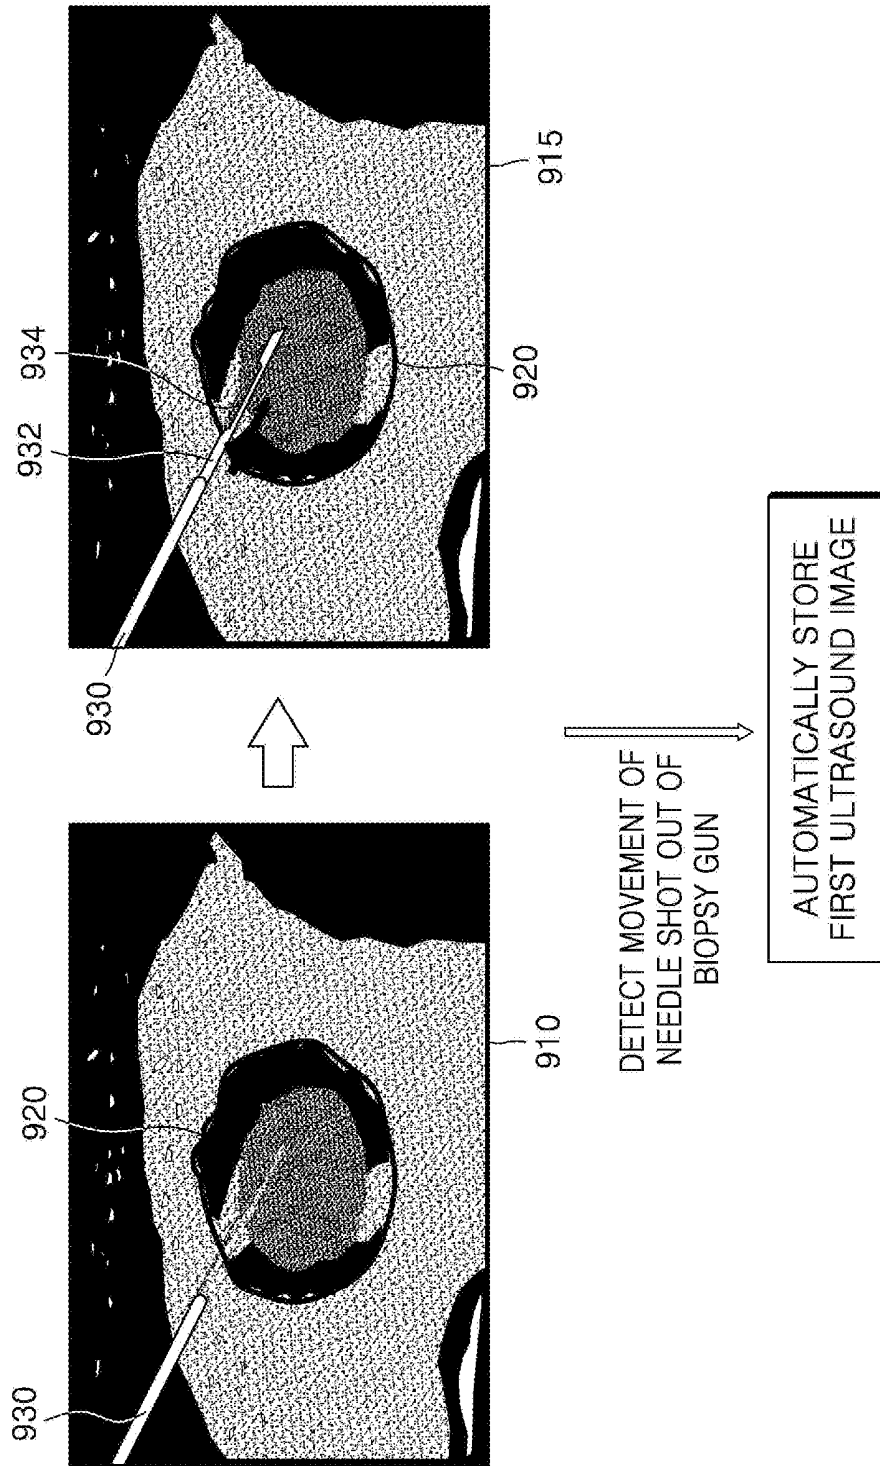 930
920
932
934
930
920
910
915
DETECT MOVEMENT OF
NEEDLE SHOT OUT OF
BIOPSY GUN
AUTOMATICALLY STORE
FIRST ULTRASOUND IMAGE